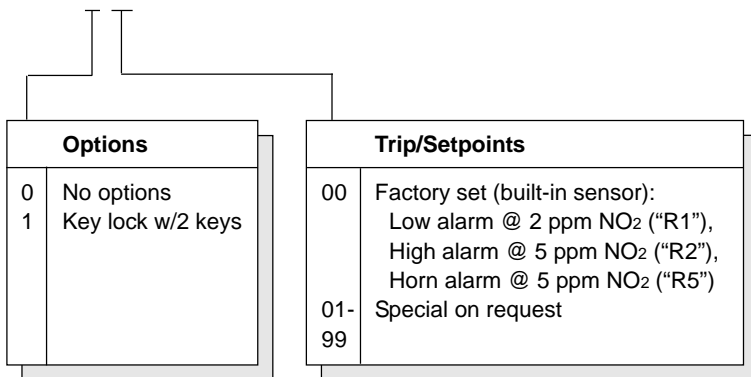 Options
0 No options
1 Key lock w/2 keys
Trip/Setpoints
00 Factory set (built-in sensor):
Low alarm @ 2 ppm NO2 (“R1”),
High alarm @ 5 ppm NO2 (“R2”),
Horn alarm @ 5 ppm NO2 (“R5”)
01- Special on request
99